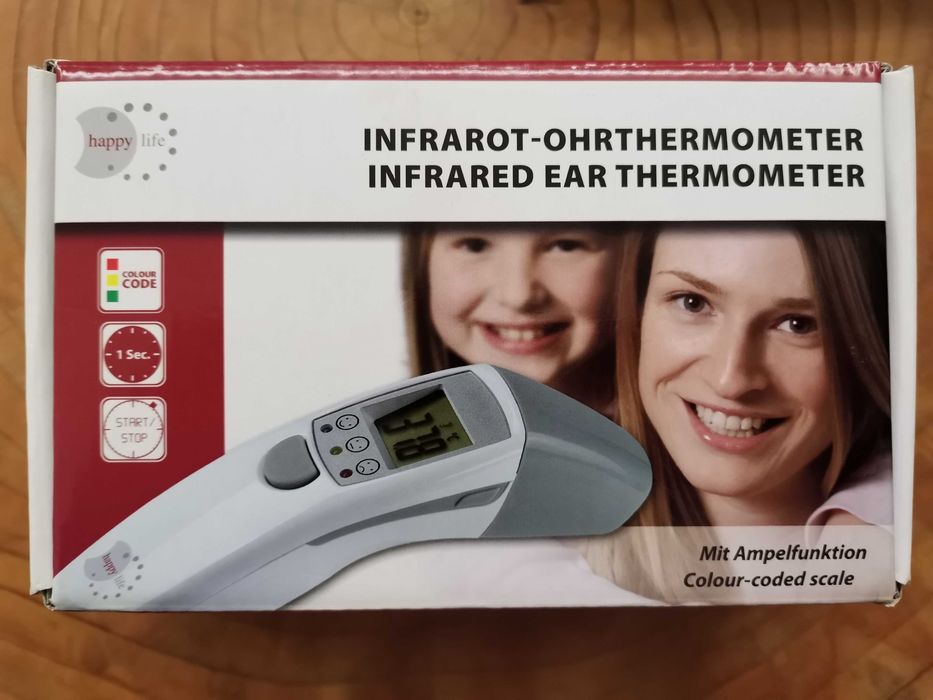 happy life
INFRAROT-OHRTHERMOMETER
INFRARED EAR THERMOMETER
COLOUR
CODE
1 Sec.
START/
STOP
happy life
Mit Ampelfunktion
Colour-coded scale